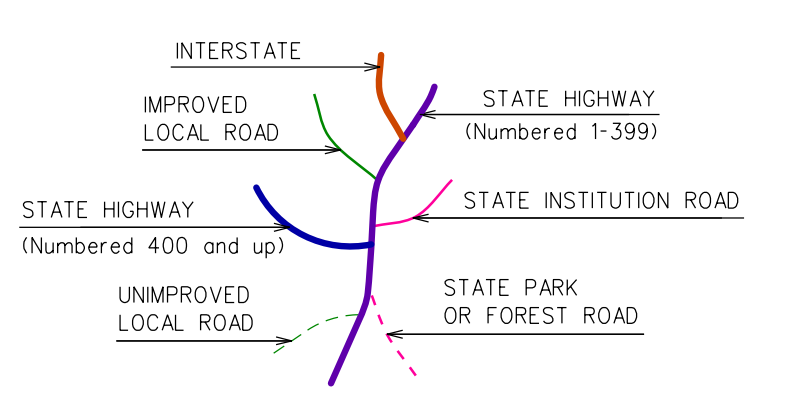 INTERSTATE
IMPROVED
LOCAL ROAD
STATE HIGHWAY
(Numbered 1-399)
STATE HIGHWAY
(Numbered 400 and up)
STATE INSTITUTION ROAD
UNIMPROVED
LOCAL ROAD
STATE PARK
OR FOREST ROAD